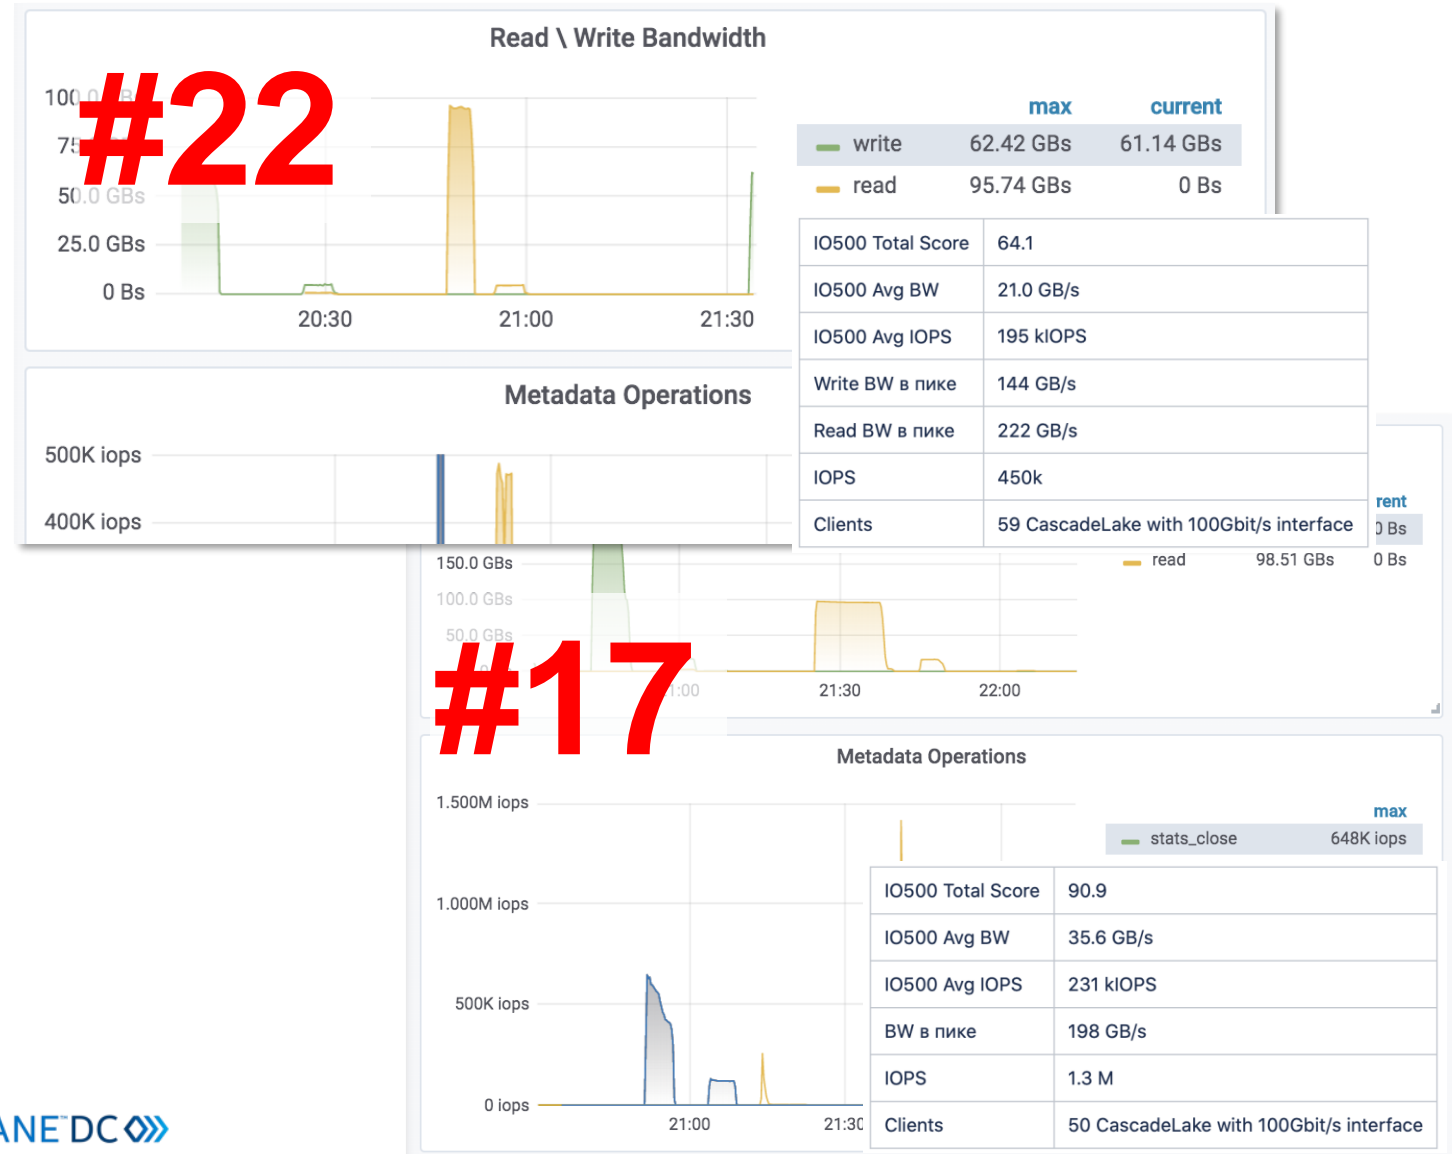 Read \ Write Bandwidth
#22
max current
write 62.42 GBs 61.14 GBs
read 95.74 GBs 0 Bs
50.0 GBs
25.0 GBs
0 Bs
20:30 21:00 21:30
IO500 Total Score 64.1
IO500 Avg BW 21.0 GB/s
IO500 Avg IOPS 195 kIOPS
Write BW в пике 144 GB/s
Read BW в пике 222 GB/s
IOPS 450k
Clients 59 CascadeLake with 100Gbit/s interface
Metadata Operations
500K iops
400K iops
rent
0 Bs
read 98.51 GBs 0 Bs
150.0 GBs
100.0 GBs
50.0 GBs
#17
1:00 21:30 22:00
Metadata Operations
1.500M iops
1.000M iops
500K iops
0 iops
21:00 21:30
max
stats_close 648K iops
IO500 Total Score 90.9
IO500 Avg BW 35.6 GB/s
IO500 Avg IOPS 231 kIOPS
BW в пике 198 GB/s
IOPS 1.3 M
Clients 50 CascadeLake with 100Gbit/s interface
ANE™DC